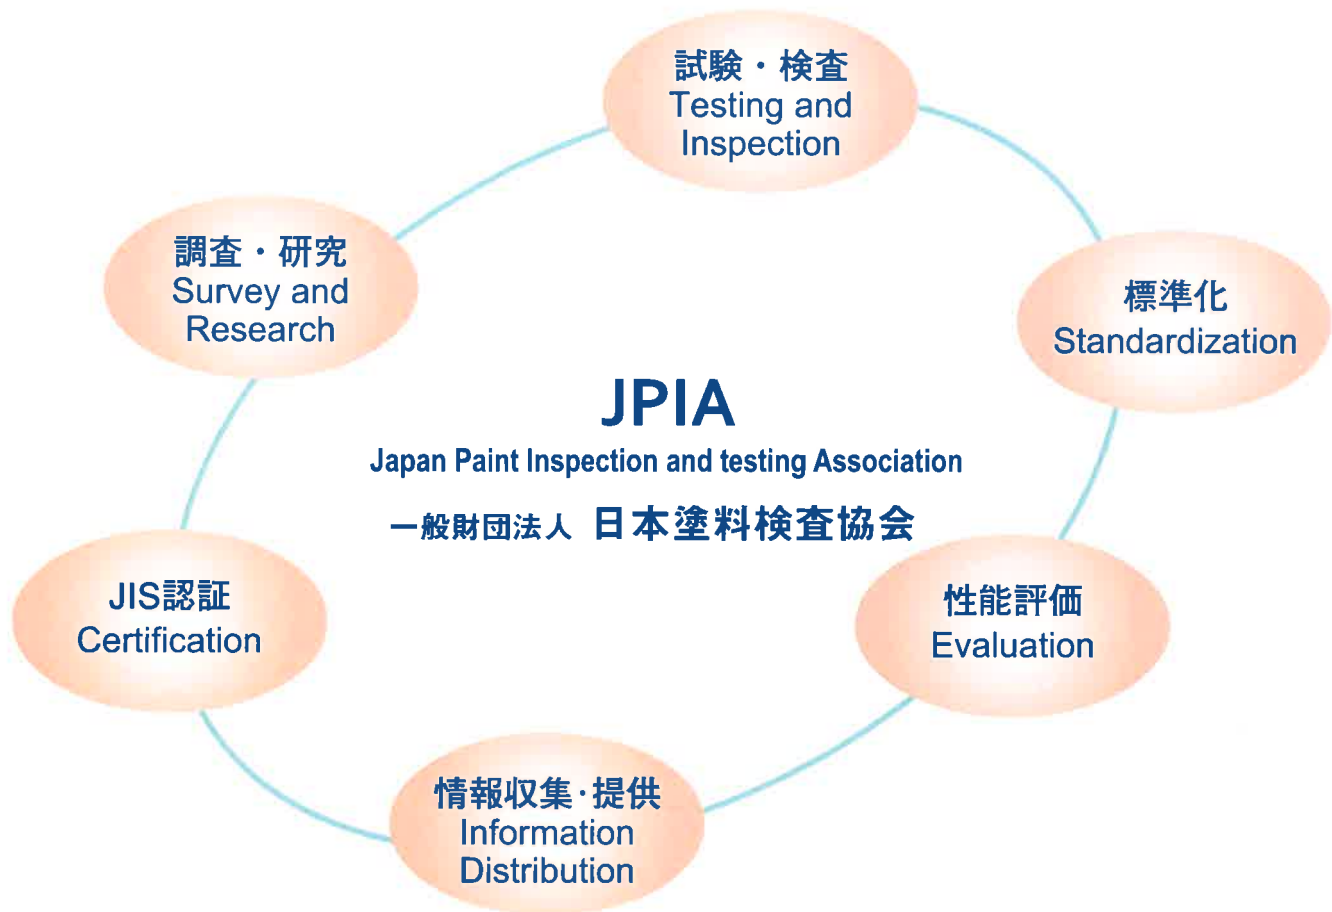 試験・検査
Testing and
Inspection
調査・研究
Survey and
Research
標準化
Standardization
JPIA
Japan Paint Inspection and testing Association
一般財団法人 日本塗料検査協会
JIS認証
Certification
性能評価
Evaluation
情報収集・提供
Information
Distribution